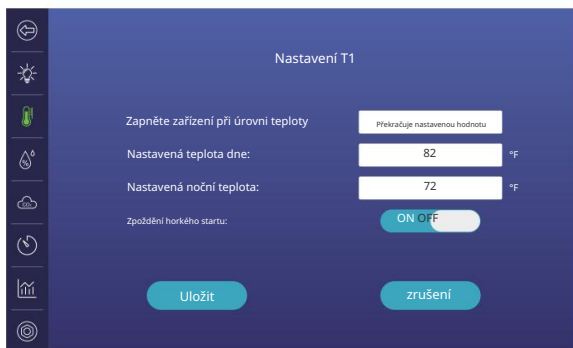 Nastavení T1
Zapněte zařízení při úrovni teploty
Překračuje nastavenou hodnotu
Nastavená teplota dne:
82
°F
Nastavená noční teplota:
72
°F
Zpoždění horkého startu:
ON OFF
Uložit
zrušení
%
CO₂